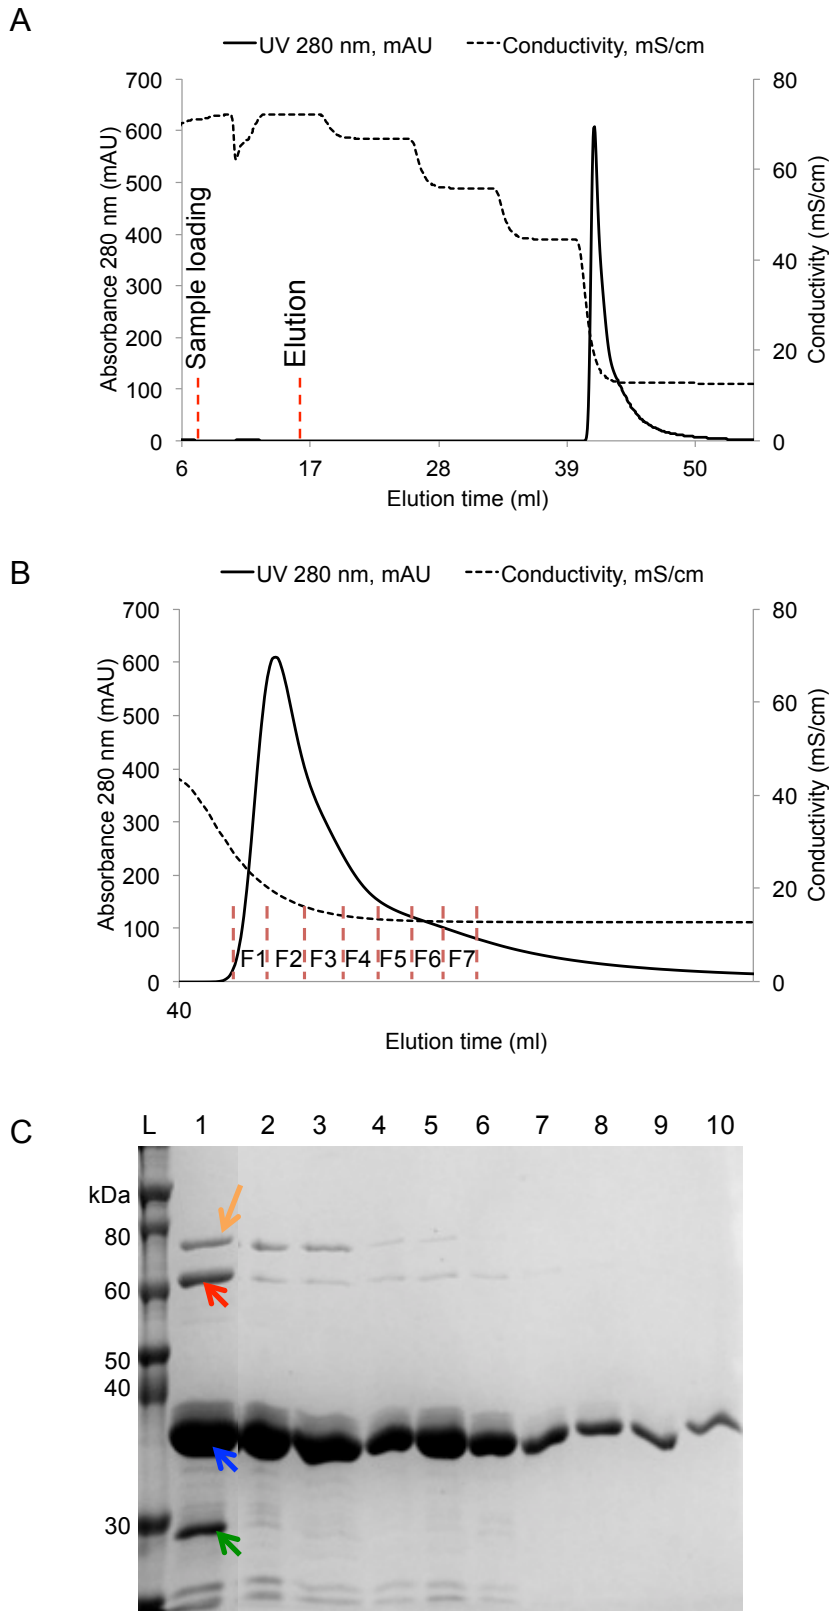 A
UV 280 nm, mAU Conductivity, mS/cm
700
600
500
400
300
200
100
0
Absorbance 280 nm (mAU)
Sample loading
Elution
80
60
40
20
0
Conductivity (mS/cm)
6 17 28 39 50
Elution time (ml)
B
UV 280 nm, mAU Conductivity, mS/cm
700
600
500
400
300
200
100
0
Absorbance 280 nm (mAU)
F1 F2 F3 F4 F5 F6 F7
80
60
40
20
0
Conductivity (mS/cm)
40
Elution time (ml)
C
L 1 2 3 4 5 6 7 8 9 10
kDa
80
60
50
40
30